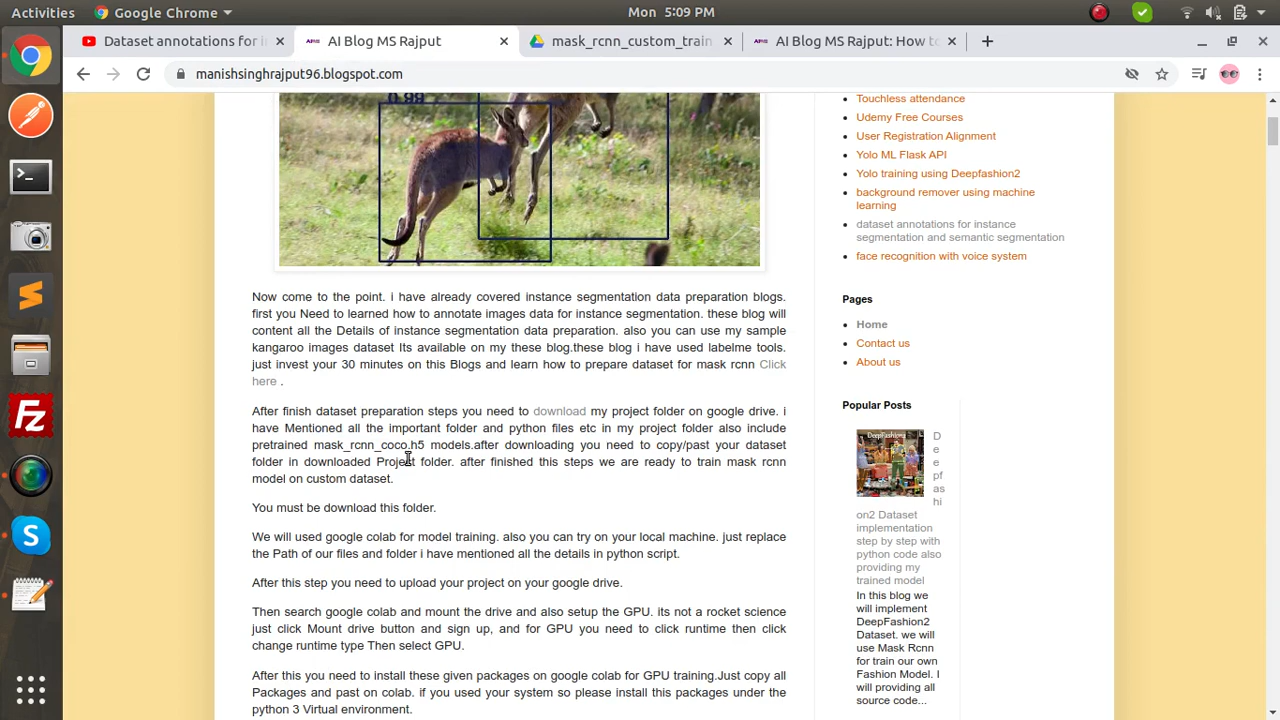 Activities Google Chrome Mon 5:09 PM
Dataset annotations for i
AI Blog MS Rajput
mask_rcnn_custom_train
AI Blog MS Rajput: How to
manishsinghrajput96.blogspot.com
0.99
Now come to the point. i have already covered instance segmentation data preparation blogs.
first you Need to learned how to annotate images data for instance segmentation. these blog will
content all the Details of instance segmentation data preparation. also you can use my sample
kangaroo images dataset Its available on my these blog.these blog i have used labelme tools.
just invest your 30 minutes on this Blogs and learn how to prepare dataset for mask rcnn Click
here .
After finish dataset preparation steps you need to download my project folder on google drive. i
have Mentioned all the important folder and python files etc in my project folder also include
pretrained mask_rcnn_coco.h5 models.after downloading you need to copy/past your dataset
folder in downloaded Project folder. after finished this steps we are ready to train mask rcnn
model on custom dataset.
You must be download this folder.
We will used google colab for model training. also you can try on your local machine. just replace
the Path of our files and folder i have mentioned all the details in python script.
After this step you need to upload your project on your google drive.
Then search google colab and mount the drive and also setup the GPU. its not a rocket science
just click Mount drive button and sign up, and for GPU you need to click runtime then click
change runtime type Then select GPU.
After this you need to install these given packages on google colab for GPU training.Just copy all
Packages and past on colab. if you used your system so please install this packages under the
python 3 Virtual environment.
Touchless attendance
Udemy Free Courses
User Registration Alignment
Yolo ML Flask API
Yolo training using Deepfashion2
background remover using machine
learning
dataset annotations for instance
segmentation and semantic segmentation
face recognition with voice system
Pages
Home
Contact us
About us
Popular Posts
DeepFashion2
D
e
e
pf
as
hi
on2 Dataset
implementation
step by step with
python code also
providing my
trained model
In this blog we
will implement
DeepFashion2
Dataset. we will
use Mask Rcnn
for train our own
Fashion Model. I
will providing all
source code...